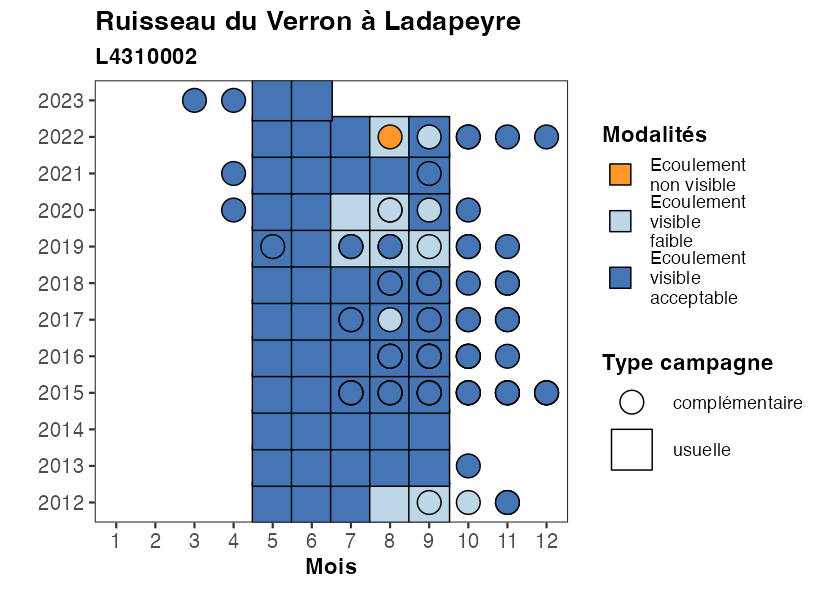 Ruisseau du Verron à Ladapeyre
L4310002
2023
2022
2021
2020
2019
2018
2017
2016
2015
2014
2013
2012
1 2 3 4 5 6 7 8 9 10 11 12
Mois
Modalités
Ecoulement
non visible
Ecoulement
visible
faible
Ecoulement
visible
acceptable
Type campagne
complémentaire
usuelle